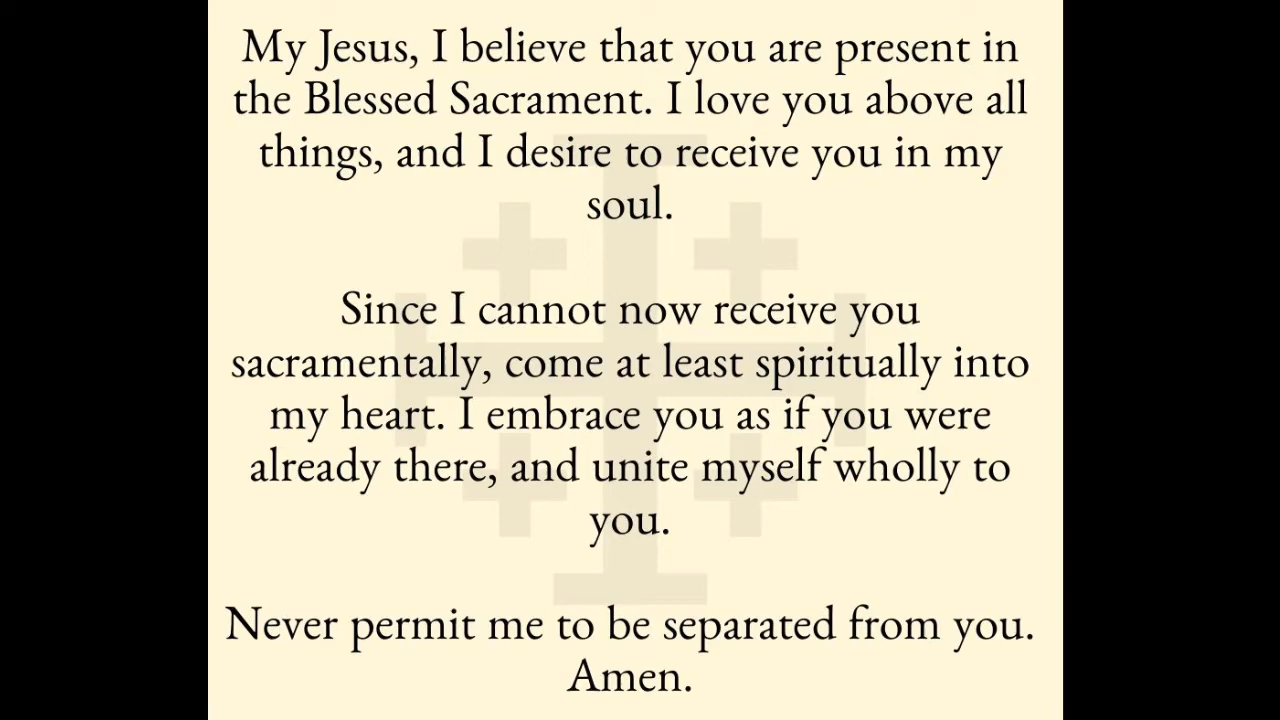 My Jesus, I believe that you are present in
the Blessed Sacrament. I love you above all
things, and I desire to receive you in my
soul.
Since I cannot now receive you
sacramentally, come at least spiritually into
my heart. I embrace you as if you were
already there, and unite myself wholly to
you.
Never permit me to be separated from you.
Amen.